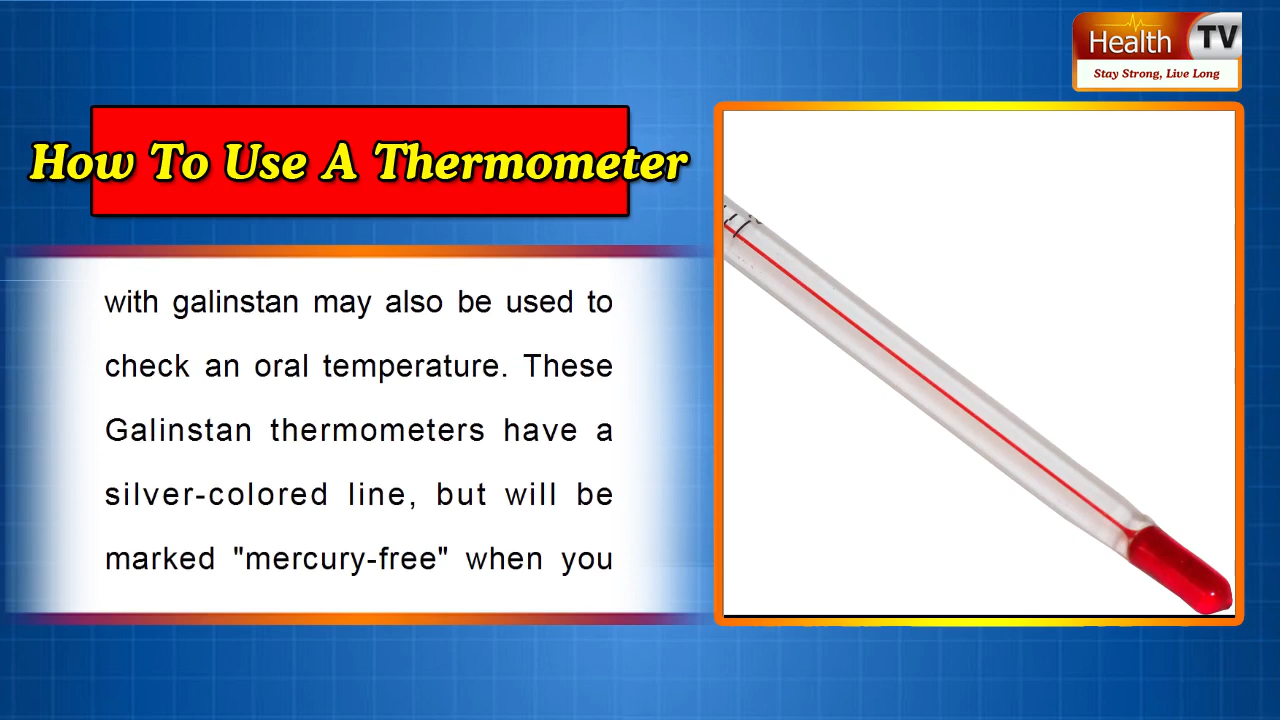 Health TV
Stay Strong, Live Long
How To Use A Thermometer
with galinstan may also be used to
check an oral temperature. These
Galinstan thermometers have a
silver-colored line, but will be
marked "mercury-free" when you